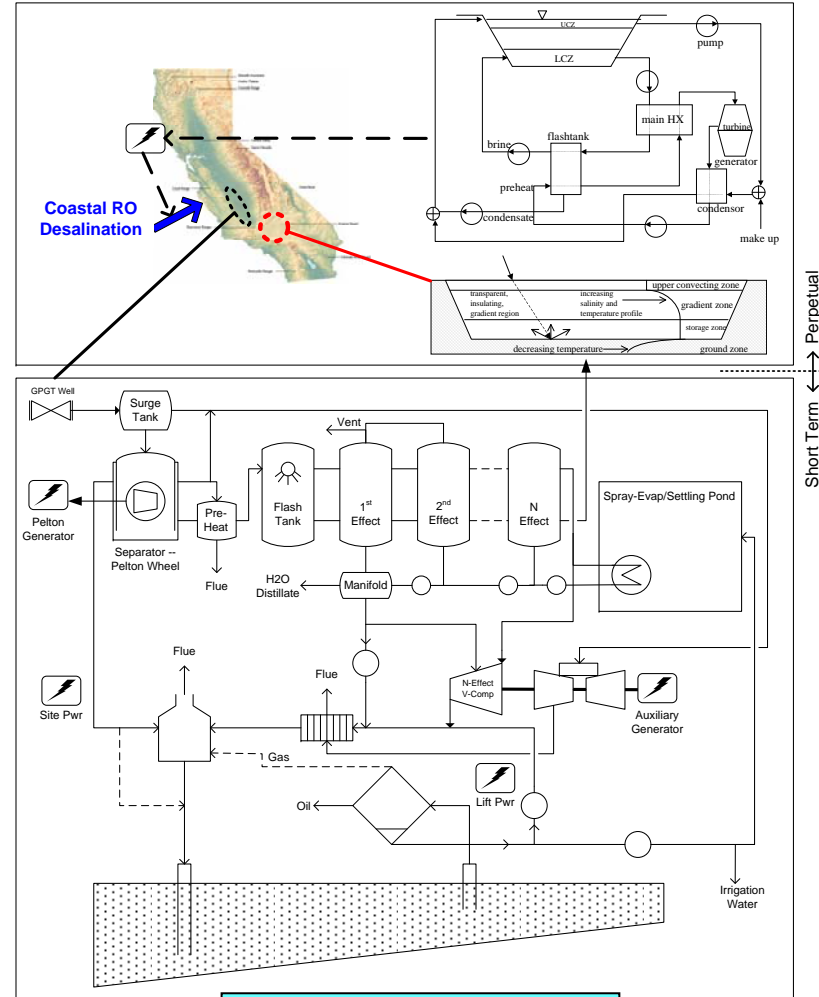 UCZ
LCZ
pump
main HX
turbine
generator
flashtank
brine
preheat
condensate
condensor
make up
Coastal RO
Desalination
transparent,
insulating,
gradient region
increasing
salinity and
temperature profile
upper convecting zone
gradient zone
storage zone
decreasing temperature
ground zone
Short Term
Perpetual
GPGT Well
Surge
Tank
Vent
Pelton
Generator
Separator --
Pelton Wheel
Pre-
Heat
Flue
Flash
Tank
1st
Effect
2nd
Effect
N
Effect
Spray-Evap/Settling Pond
H2O
Distillate
Manifold
Flue
Flue
Site Pwr
N-Effect
V-Comp
Auxiliary
Generator
Gas
Oil
Lift Pwr
Irrigation
Water